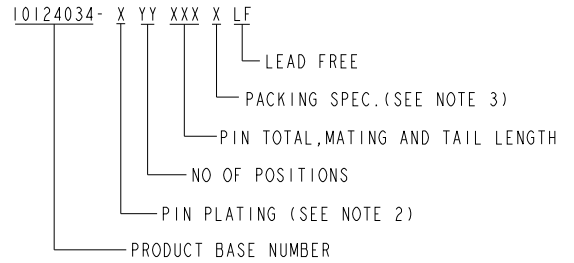 10124034- X YY XXX X LF
LEAD FREE
PACKING SPEC.(SEE NOTE 3)
PIN TOTAL,MATING AND TAIL LENGTH
NO OF POSITIONS
PIN PLATING (SEE NOTE 2)
PRODUCT BASE NUMBER